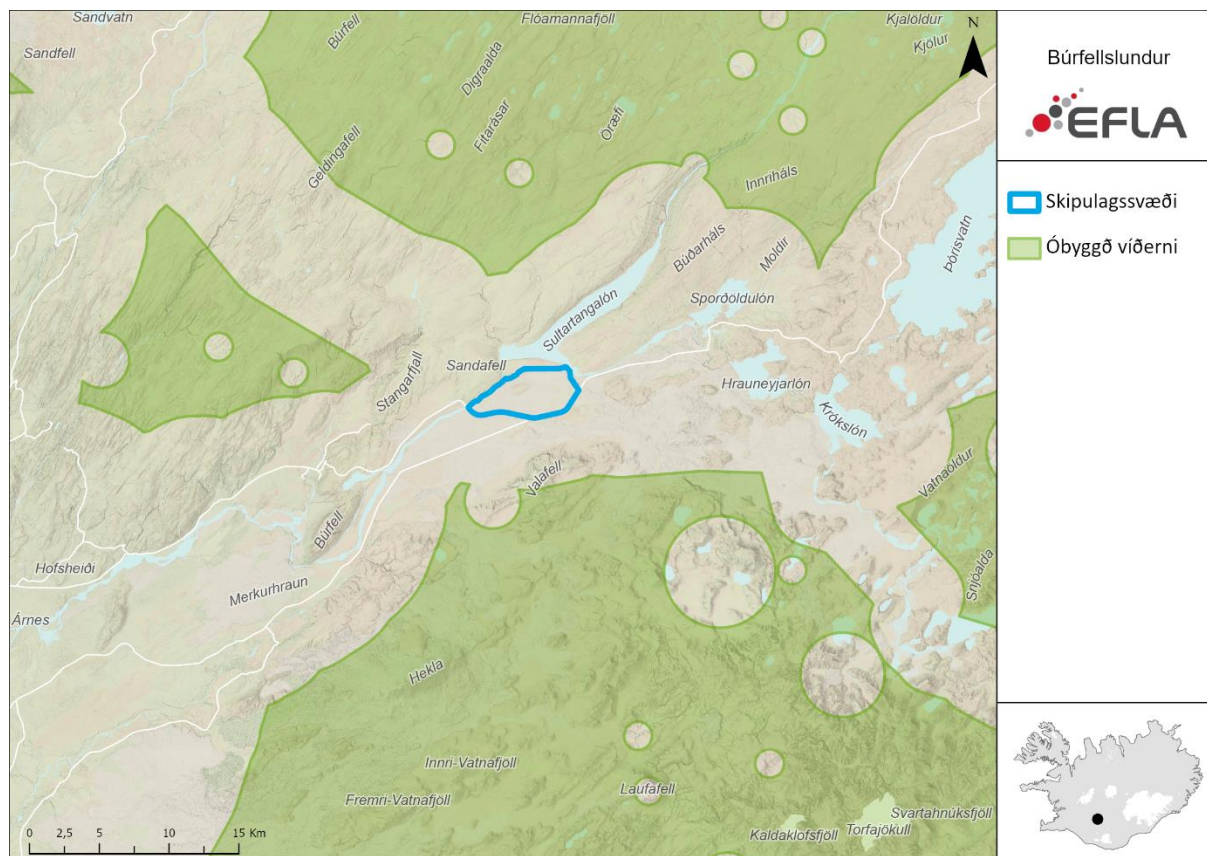 Sandvatn
Sandfell
Búrfell
Flóamannafjöll
Kjalöldur
Kjölur
N
Digraalda
Fitarásar
Öræfi
Geldingafell
Innriháls
Búðarháls
Moldir
Þórisvatn
Sultartangalón
Sporðöldulón
Sandafell
Stangarfjall
Hrauneyjarlón
Krókslón
Vatnaöldur
Valafell
Búrfell
Hofsheiði
Merkurhraun
Snjóalda
Árnes
Hekla
Innri-Vatnafjöll
Fremri-Vatnafjöll
Laufafell
Svartahnúksfjöll
Torfajökull
Kaldaklofsfjöll
0 2,5 5 10 15 Km
Búrfellslundur
EFLA
Skipulagssvæði
Óbyggð víðerni